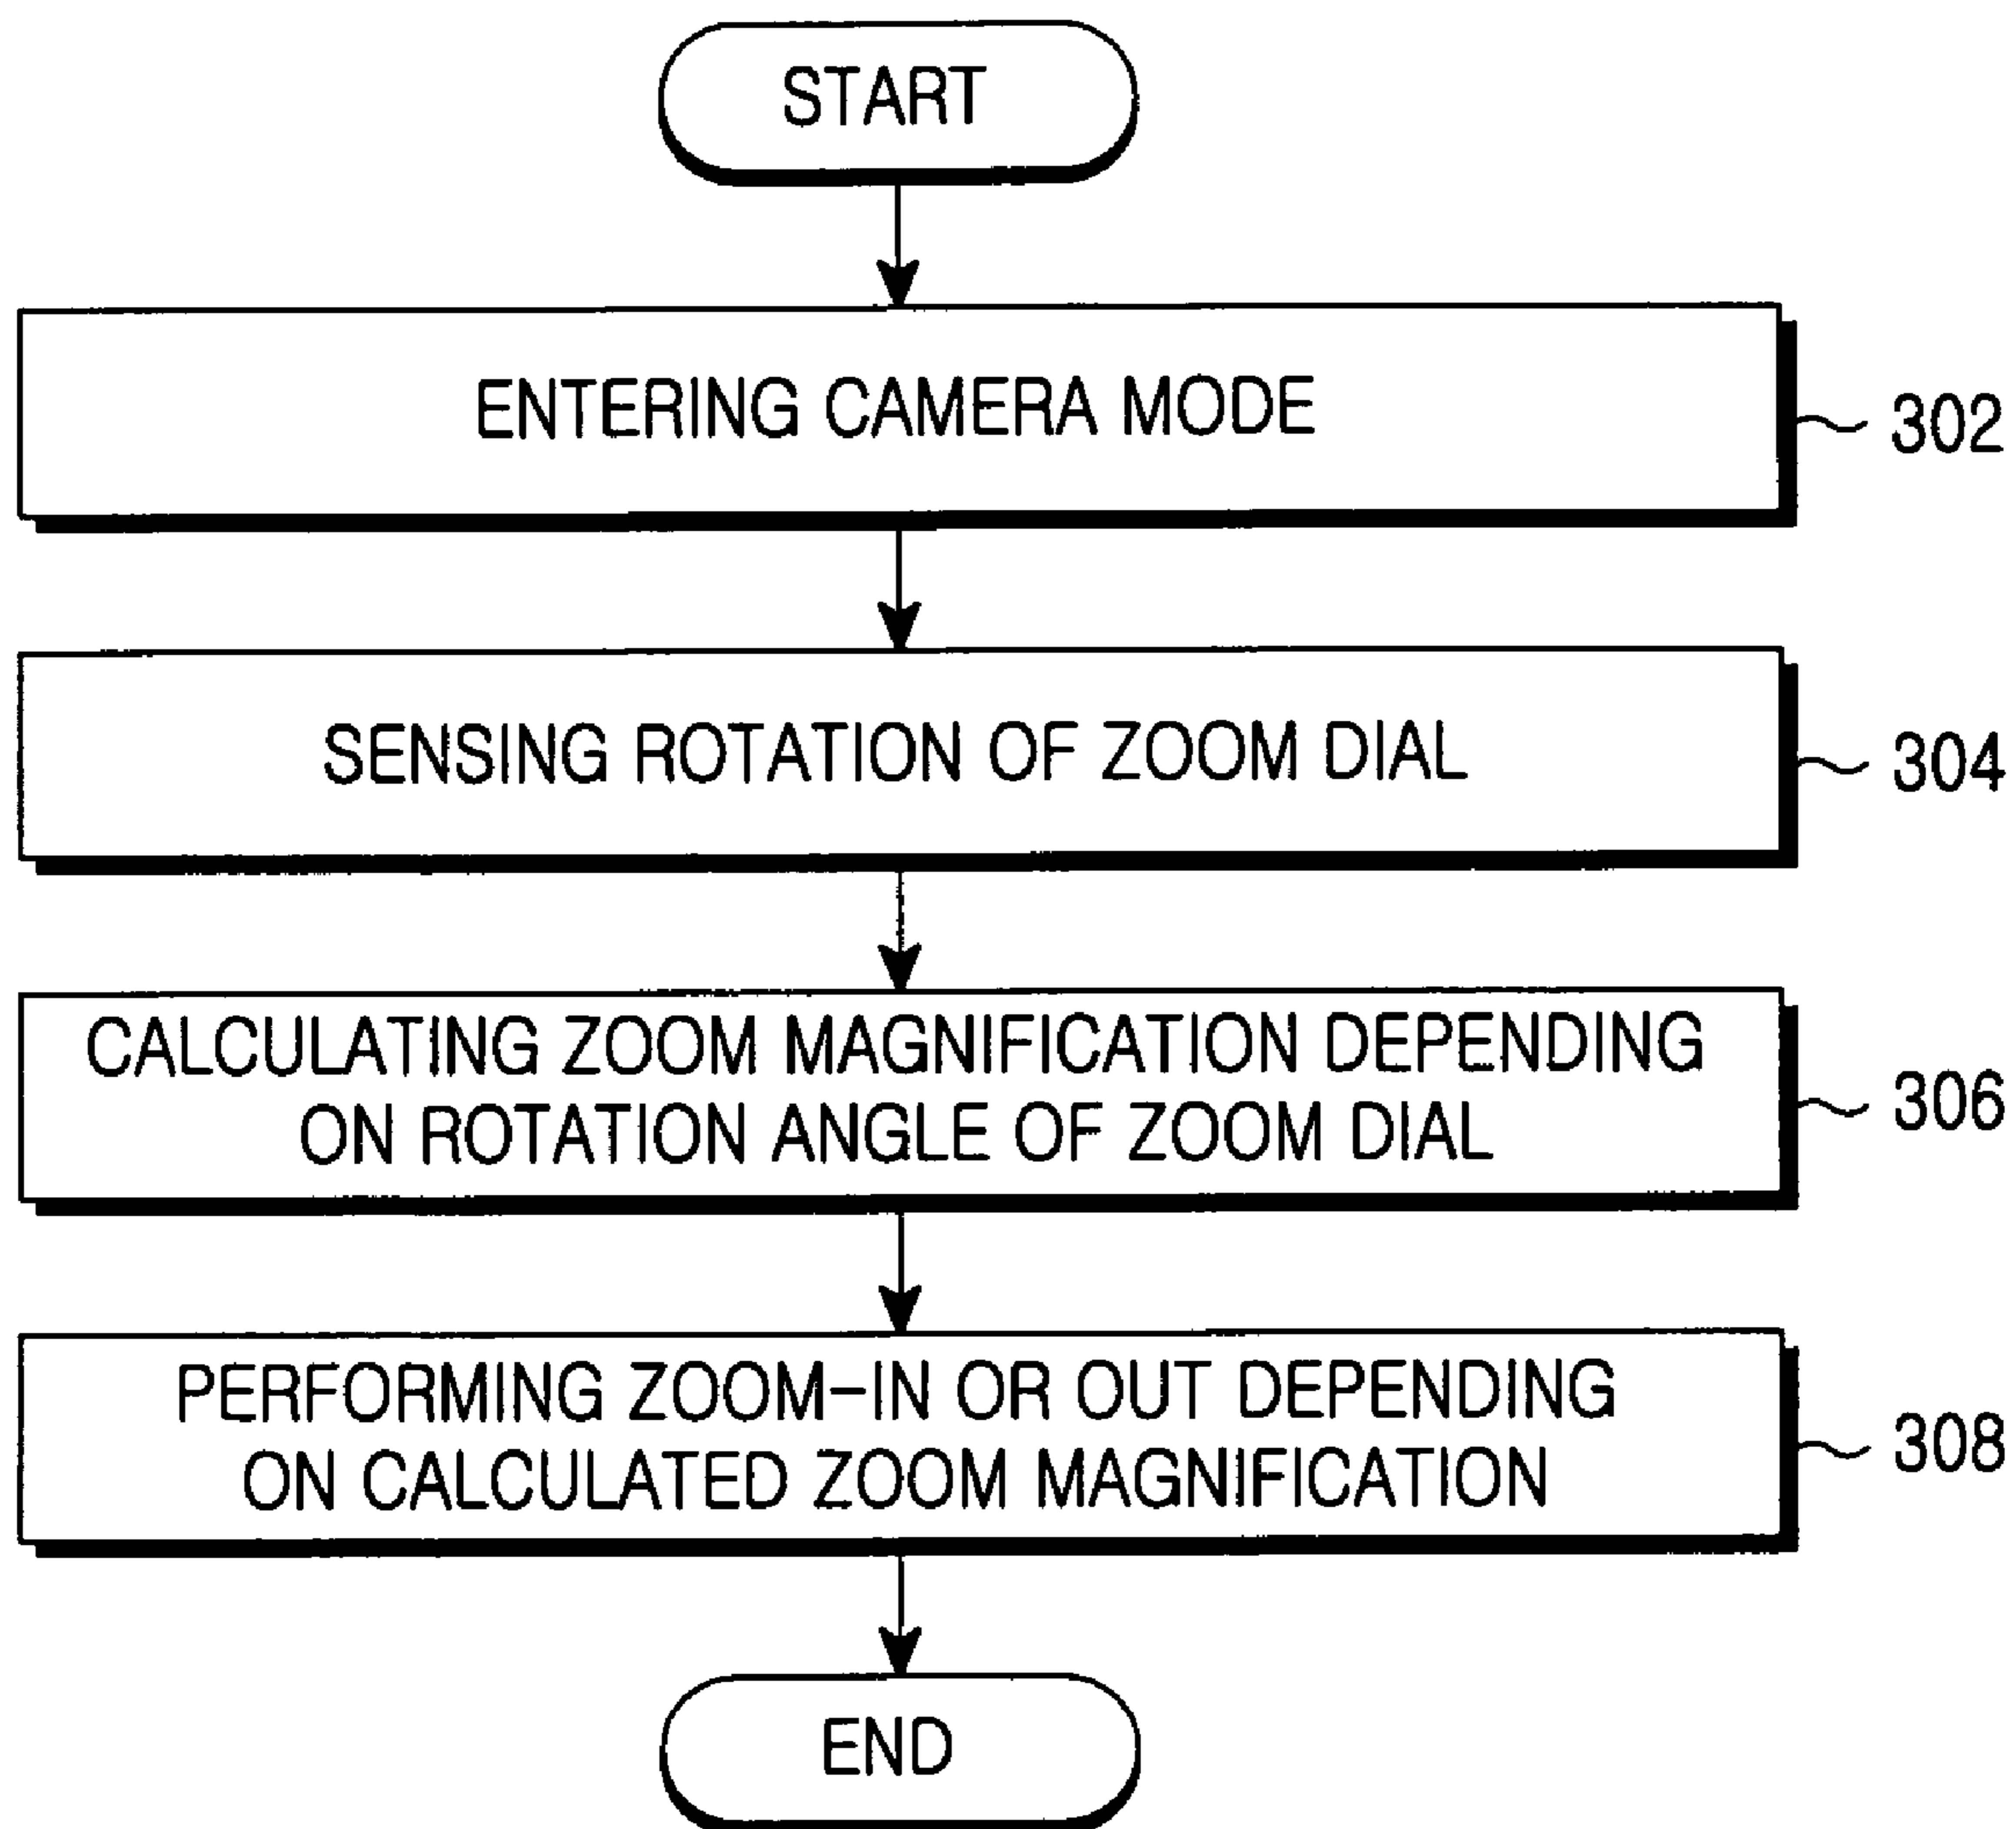 START
ENTERING CAMERA MODE
302
SENSING ROTATION OF ZOOM DIAL
304
CALCULATING ZOOM MAGNIFICATION DEPENDING
ON ROTATION ANGLE OF ZOOM DIAL
306
PERFORMING ZOOM-IN OR OUT DEPENDING
ON CALCULATED ZOOM MAGNIFICATION
308
END